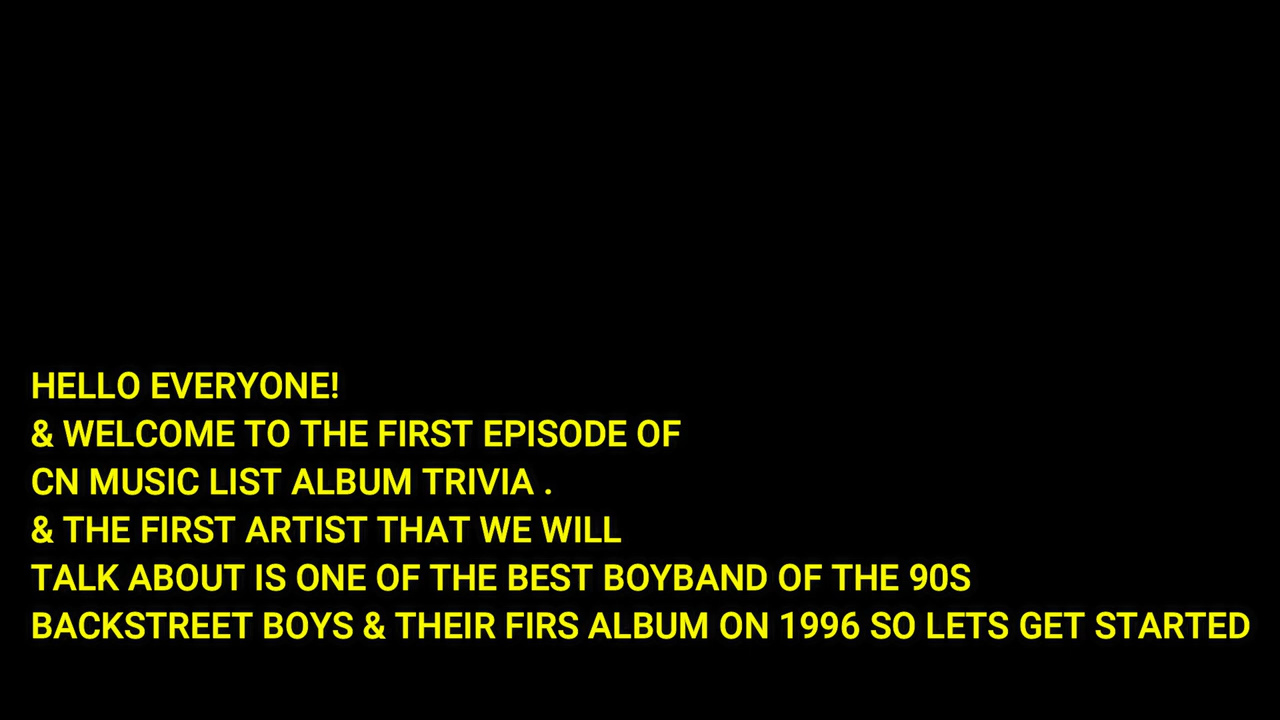 HELLO EVERYONE!
& WELCOME TO THE FIRST EPISODE OF
CN MUSIC LIST ALBUM TRIVIA .
& THE FIRST ARTIST THAT WE WILL
TALK ABOUT IS ONE OF THE BEST BOYBAND OF THE 90S
BACKSTREET BOYS & THEIR FIRS ALBUM ON 1996 SO LETS GET STARTED